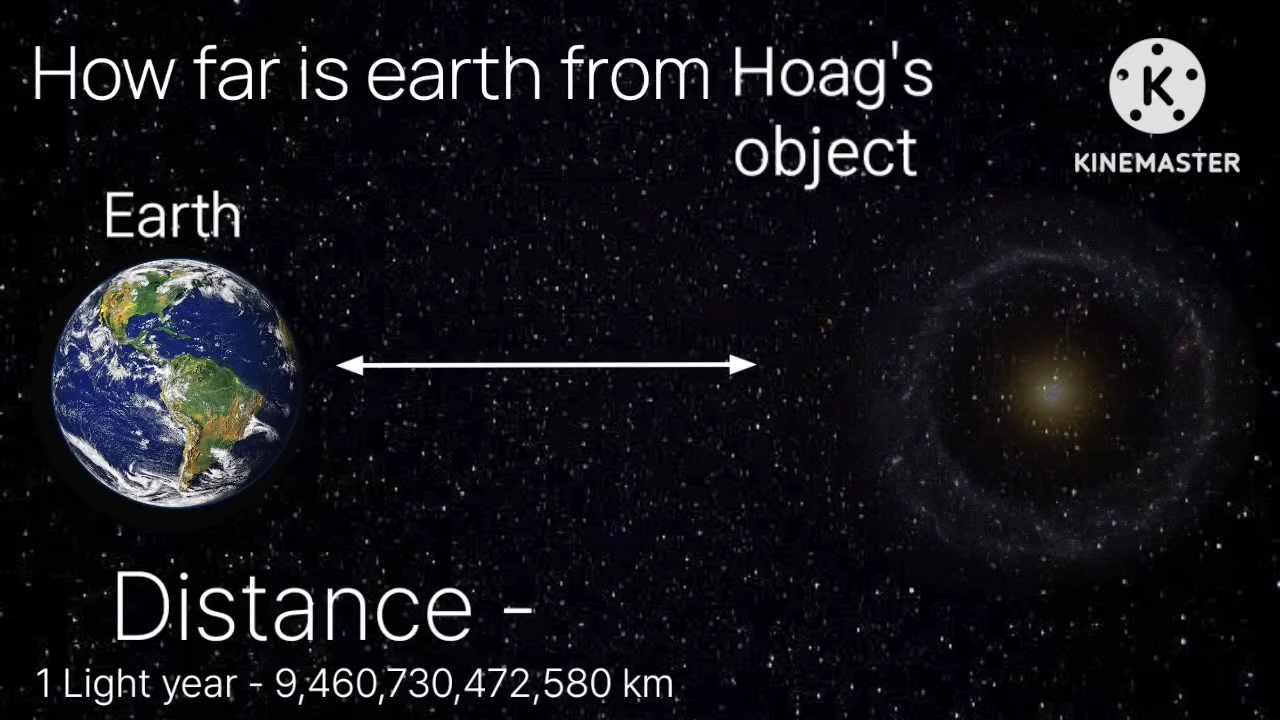 How far is earth from Hoag's
object
K
KINEMASTER
Earth
Distance -
1 Light year - 9,460,730,472,580 km